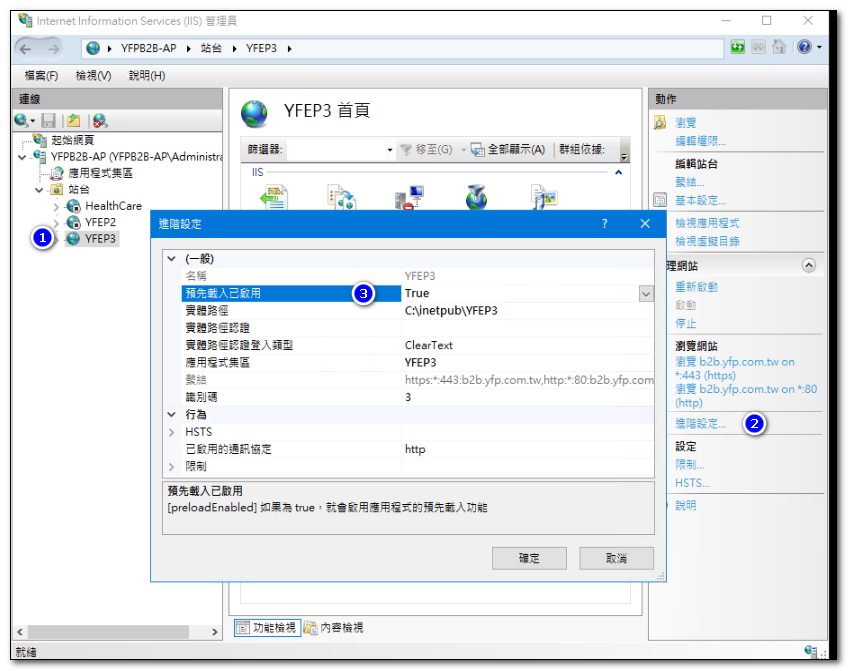 Internet Information Services (IIS) 管理員
YFPB2B-AP 站台 YFEP3
檔案(F) 檢視(V) 說明(H)
連線
起始網頁
YFPB2B-AP (YFPB2B-AP\Administra
應用程式集區
站台
HealthCare
YFEP2
1 YFEP3
YFEP3 首頁
篩選器: 移至(G) 全部顯示(A) 群組依據:
IIS
進階設定 ?
(一般)
名稱 YFEP3
預先載入已啟用 3 True
實體路徑 C:\inetpub\YFEP3
實體路徑認證
實體路徑認證登入類型 ClearText
應用程式集區 YFEP3
繫結 https:*:443:b2b.yfp.com.tw,http:*:80:b2b.yfp.com
識別碼 3
行為
HSTS
已啟用的通訊協定 http
限制
預先載入已啟用
[preloadEnabled] 如果為 true，就會啟用應用程式的預先載入功能
確定 取消
功能檢視 內容檢視
動作
瀏覽
編輯權限...
編輯站台
繫結...
基本設定...
檢視應用程式
檢視虛擬目錄
理網站
重新啟動
啟動
停止
瀏覽網站
瀏覽 b2b.yfp.com.tw on
*:443 (https)
瀏覽 b2b.yfp.com.tw on *:80
(http)
進階設定... 2
設定
限制...
HSTS...
說明
就緒